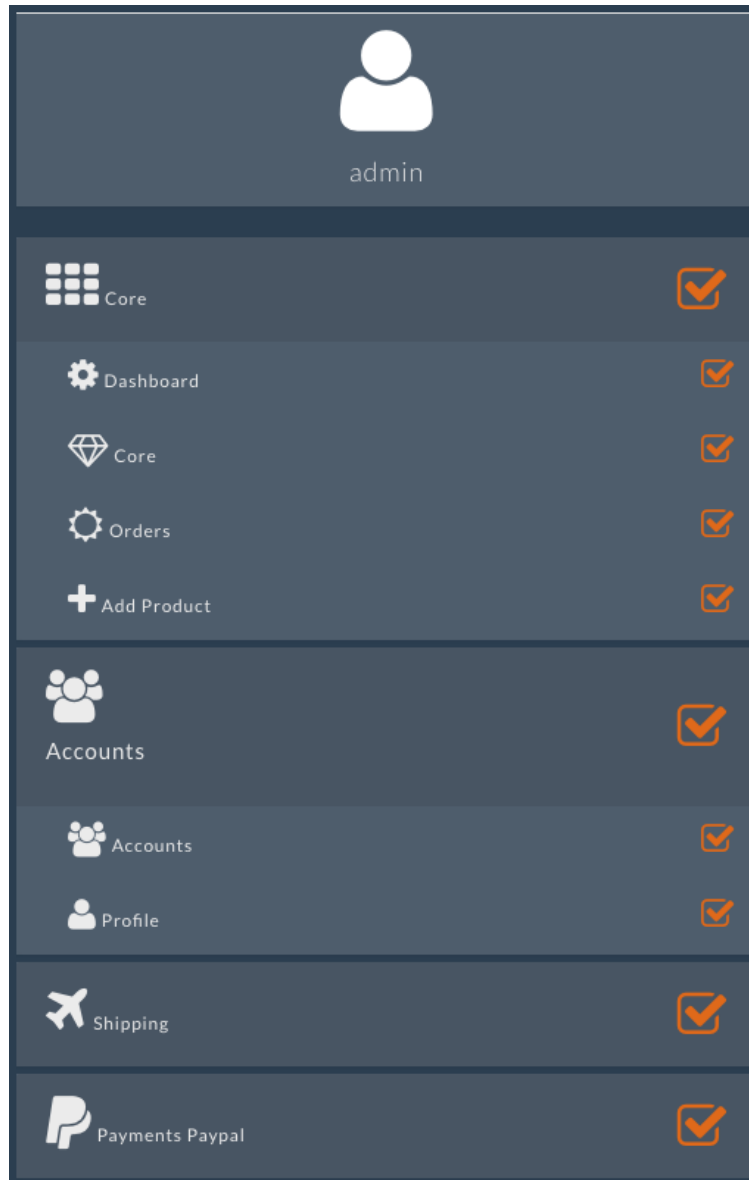 admin
Core
Dashboard
Core
Orders
Add Product
Accounts
Accounts
Profile
Shipping
Payments Paypal